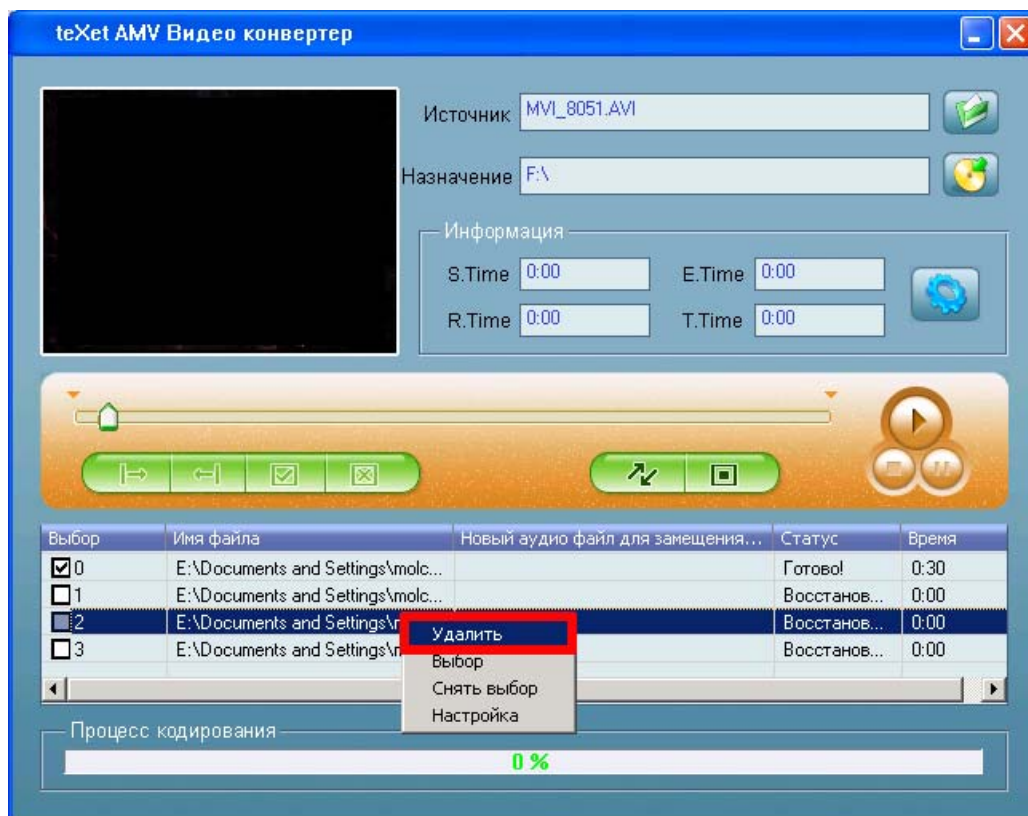 teXet AMV Видео конвертер
Источник MVI_8051.AVI
Назначение F:\
Информация
S.Time 0:00 E.Time 0:00
R.Time 0:00 T.Time 0:00
Выбор Имя файла Новый аудио файл для замещения... Статус Время
0 E:\Documents and Settings\molc... Готово! 0:30
1 E:\Documents and Settings\molc... Восстанов... 0:00
2 E:\Documents and Settings\ Восстанов... 0:00
3 E:\Documents and Settings\ Восстанов... 0:00
Удалить
Выбор
Снять выбор
Настройка
Процесс кодирования
0 %